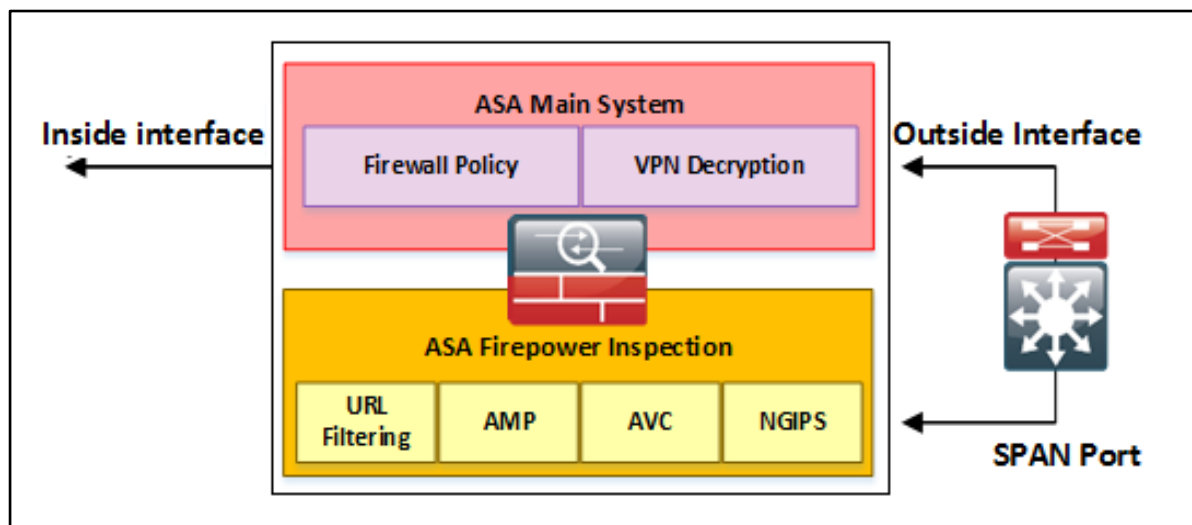 ASA Main System
Inside interface
Outside Interface
Firewall Policy
VPN Decryption
ASA Firepower Inspection
URL
Filtering
AMP
AVC
NGIPS
SPAN Port